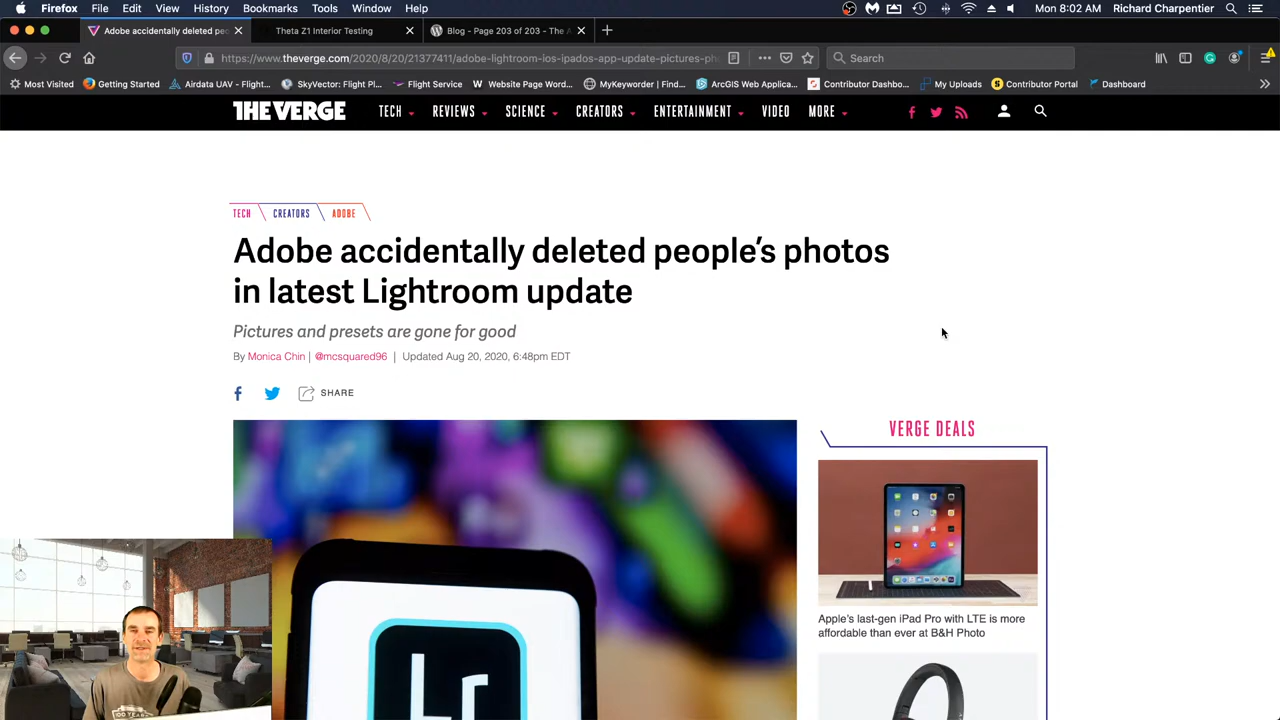 Firefox File Edit View History Bookmarks Tools Window Help Mon 8:02 AM Richard Charpentier
Adobe accidentally deleted peo Theta Z1 Interior Testing Blog - Page 203 of 203 - The A
https://www.theverge.com/2020/8/20/21377411/adobe-lightroom-ios-ipados-app-update-pictures-ph Search
Most Visited Getting Started Airdata UAV - Flight... SkyVector: Flight Pl... Flight Service Website Page Word... MyKeyworder | Find... ArcGIS Web Applica... Contributor Dashbo... My Uploads Contributor Portal Dashboard
THE VERGE TECH REVIEWS SCIENCE CREATORS ENTERTAINMENT VIDEO MORE
TECH CREATORS ADOBE
Adobe accidentally deleted people's photos
in latest Lightroom update
Pictures and presets are gone for good
By Monica Chin | @mcsquared96 | Updated Aug 20, 2020, 6:48pm EDT
SHARE
VERGE DEALS
Lr
Apple's last-gen iPad Pro with LTE is more
affordable than ever at B&H Photo
100 YEARS